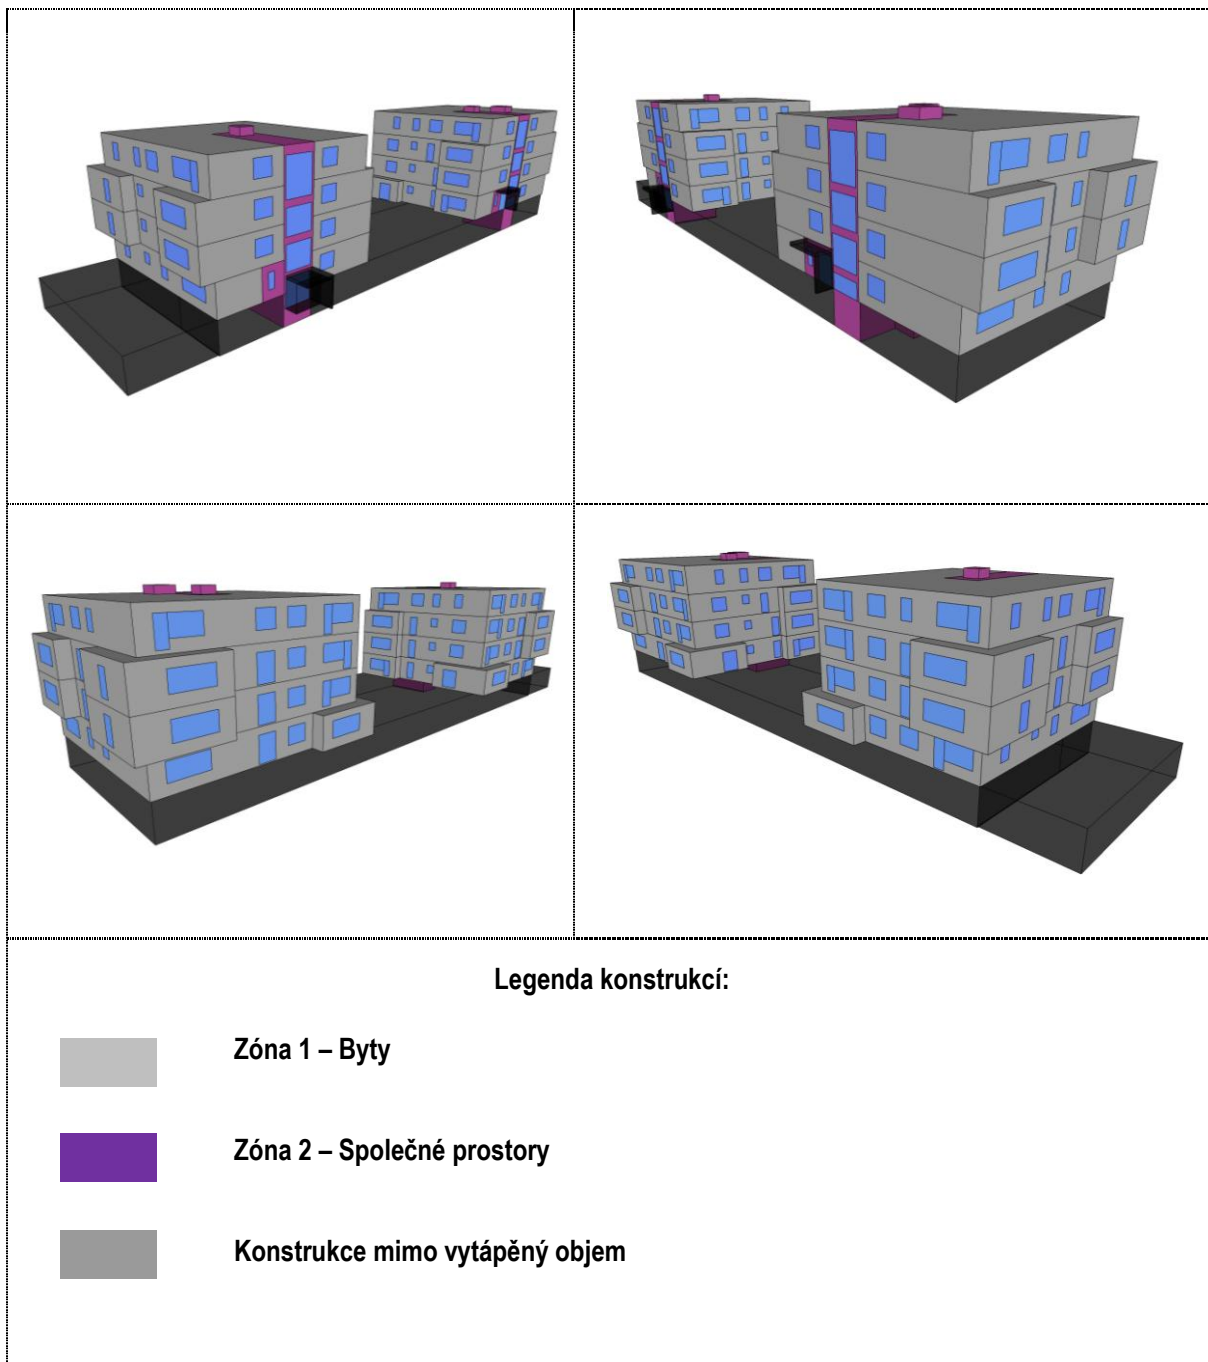 Legenda konstrukcí:
Zóna 1 – Byty
Zóna 2 – Společné prostory
Konstrukce mimo vytápěný objem